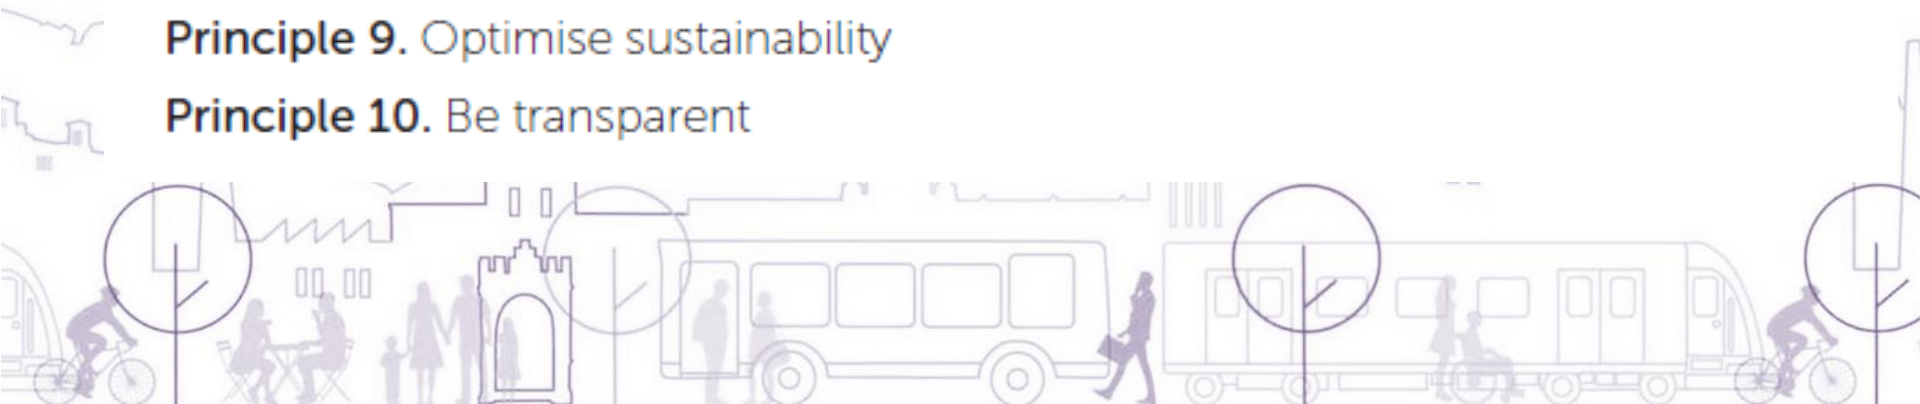 Principle 9. Optimise sustainability
Principle 10. Be transparent